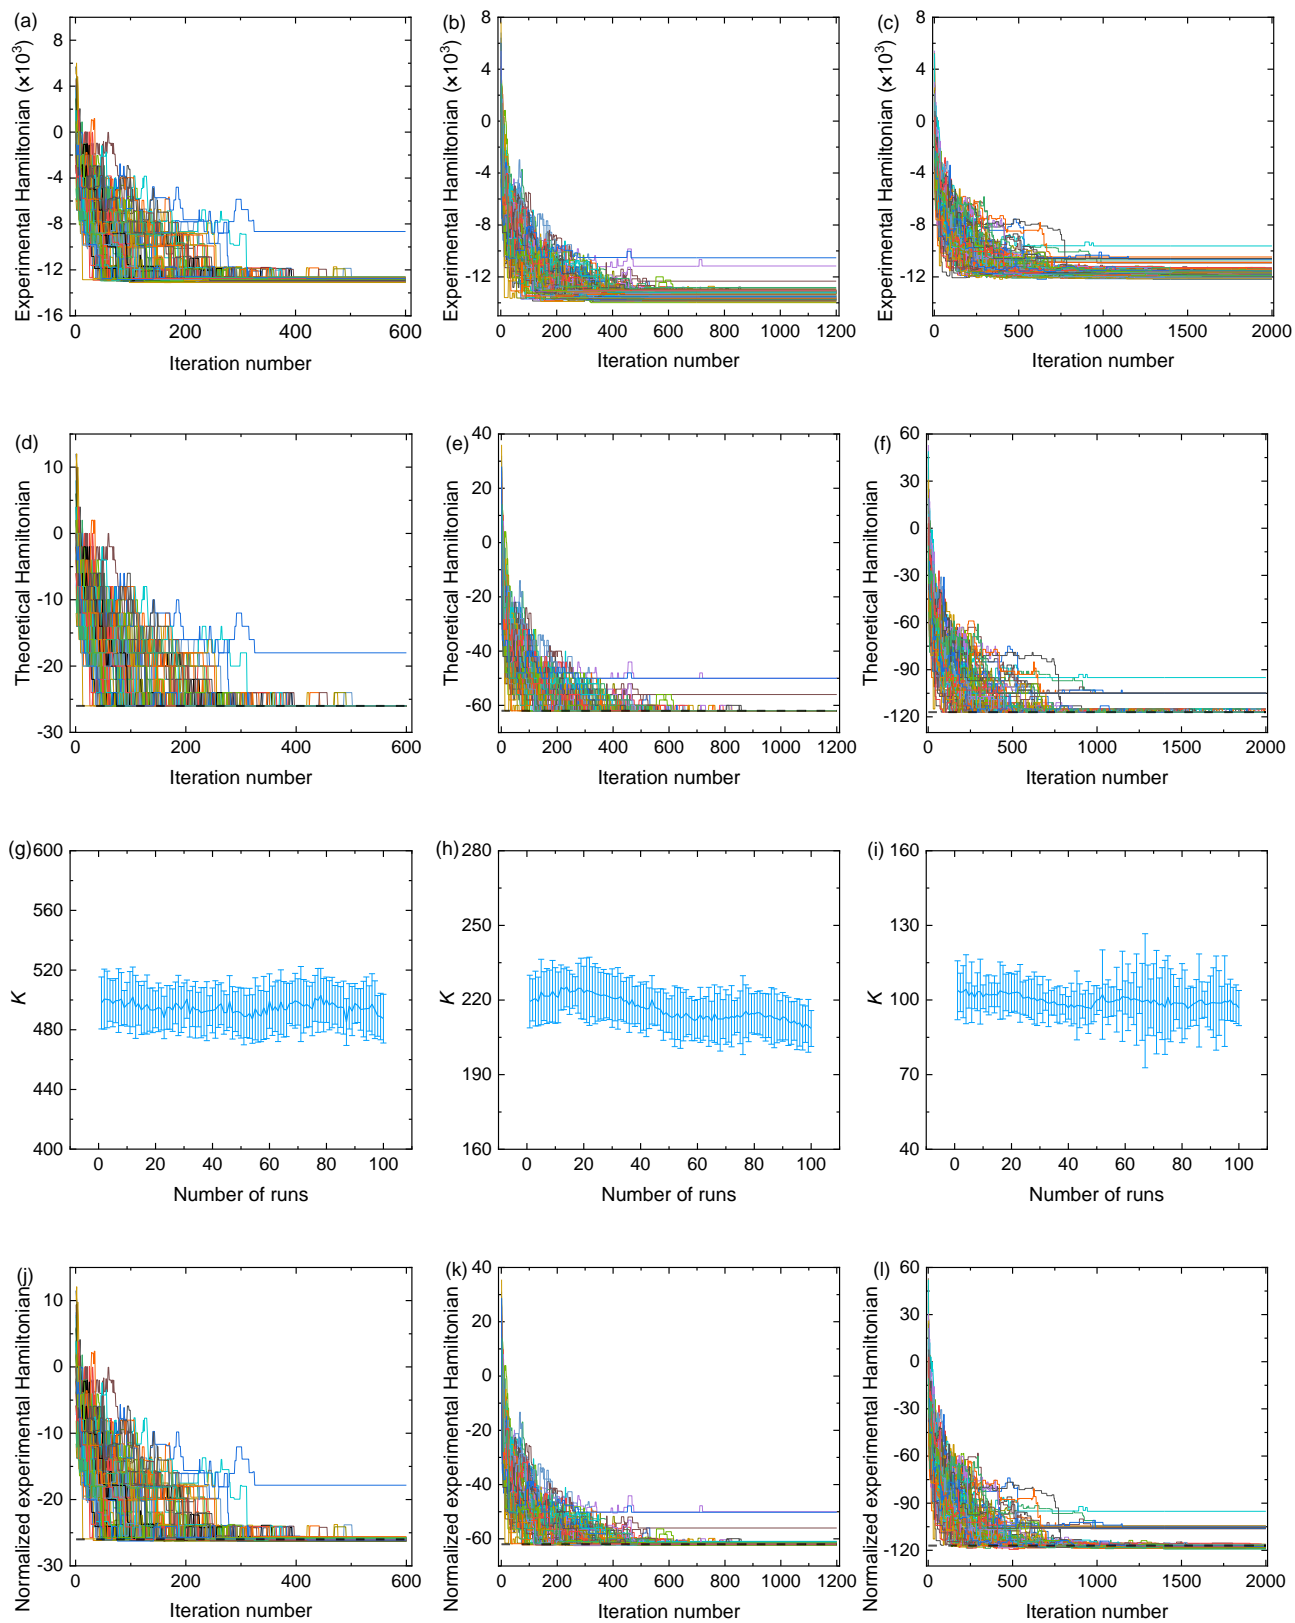 (a)
Experimental Hamiltonian (×10³)
8
4
0
-4
-8
-12
-16
0 200 400 600
Iteration number
(b)
Experimental Hamiltonian (×10³)
8
4
0
-4
-8
-12
0 200 400 600 800 1000 1200
Iteration number
(c)
Experimental Hamiltonian (×10³)
8
4
0
-4
-8
-12
0 500 1000 1500 2000
Iteration number
(d)
Theoretical Hamiltonian
10
0
-10
-20
-30
0 200 400 600
Iteration number
(e)
Theoretical Hamiltonian
40
20
0
-20
-40
-60
0 200 400 600 800 1000 1200
Iteration number
(f)
Theoretical Hamiltonian
60
30
0
-30
-60
-90
-120
0 500 1000 1500 2000
Iteration number
(g)
K
600
560
520
480
440
400
0 20 40 60 80 100
Number of runs
(h)
K
280
250
220
190
160
0 20 40 60 80 100
Number of runs
(i)
K
160
130
100
70
40
0 20 40 60 80 100
Number of runs
(j)
Normalized experimental Hamiltonian
10
0
-10
-20
-30
0 200 400 600
Iteration number
(k)
Normalized experimental Hamiltonian
40
20
0
-20
-40
-60
0 200 400 600 800 1000 1200
Iteration number
(l)
Normalized experimental Hamiltonian
60
30
0
-30
-60
-90
-120
0 500 1000 1500 2000
Iteration number